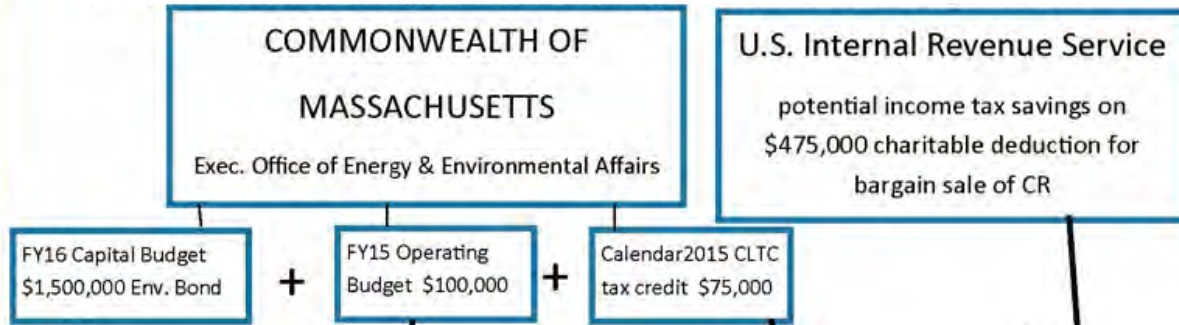 COMMONWEALTH OF
MASSACHUSETTS
Exec. Office of Energy & Environmental Affairs
U.S. Internal Revenue Service
potential income tax savings on
$475,000 charitable deduction for
bargain sale of CR
FY16 Capital Budget
$1,500,000 Env. Bond
+
FY15 Operating
Budget $100,000
+
Calendar2015 CLTC
tax credit $75,000